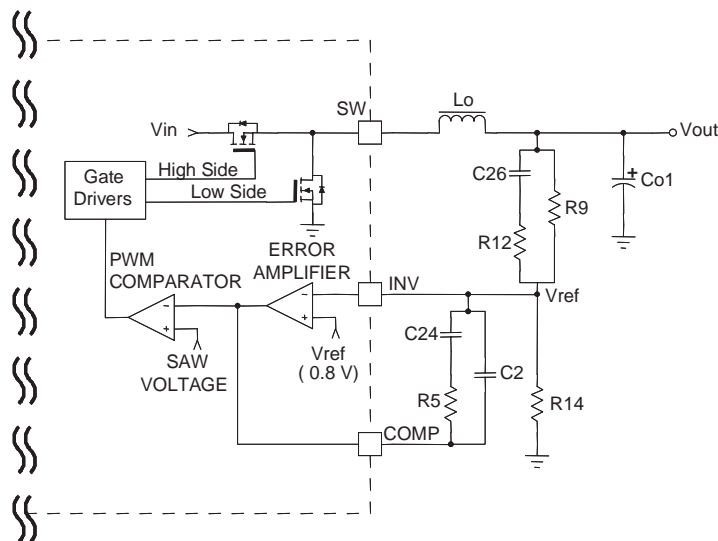 SW
Lo
Vin
Vout
High Side
Low Side
Gate
Drivers
C26
R12
R9
Co1
+
PWM
COMPARATOR
ERROR
AMPLIFIER
INV
Vref
-
+
-
+
SAW
VOLTAGE
Vref
( 0.8 V)
C24
C2
R5
R14
COMP